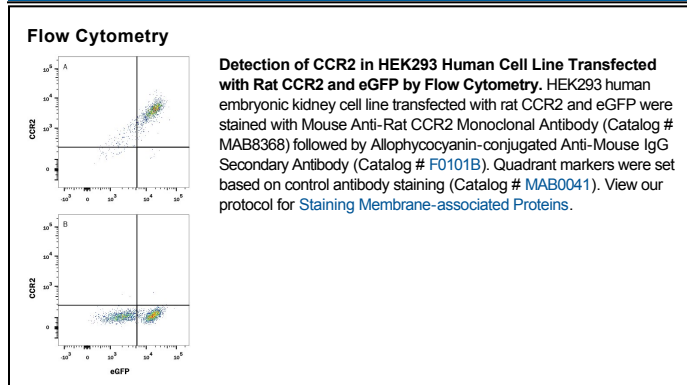 Flow Cytometry
Detection of CCR2 in HEK293 Human Cell Line Transfected
with Rat CCR2 and eGFP by Flow Cytometry. HEK293 human
embryonic kidney cell line transfected with rat CCR2 and eGFP were
stained with Mouse Anti-Rat CCR2 Monoclonal Antibody (Catalog #
MAB8368) followed by Allophycocyanin-conjugated Anti-Mouse IgG
Secondary Antibody (Catalog # F0101B). Quadrant markers were set
based on control antibody staining (Catalog # MAB0041). View our
protocol for Staining Membrane-associated Proteins.
A
CCR2
10⁵
10⁴
10³
0
-10³ 0 10³ 10⁴ 10⁵
B
CCR2
10⁵
10⁴
10³
0
-10³ 0 10³ 10⁴ 10⁵
eGFP